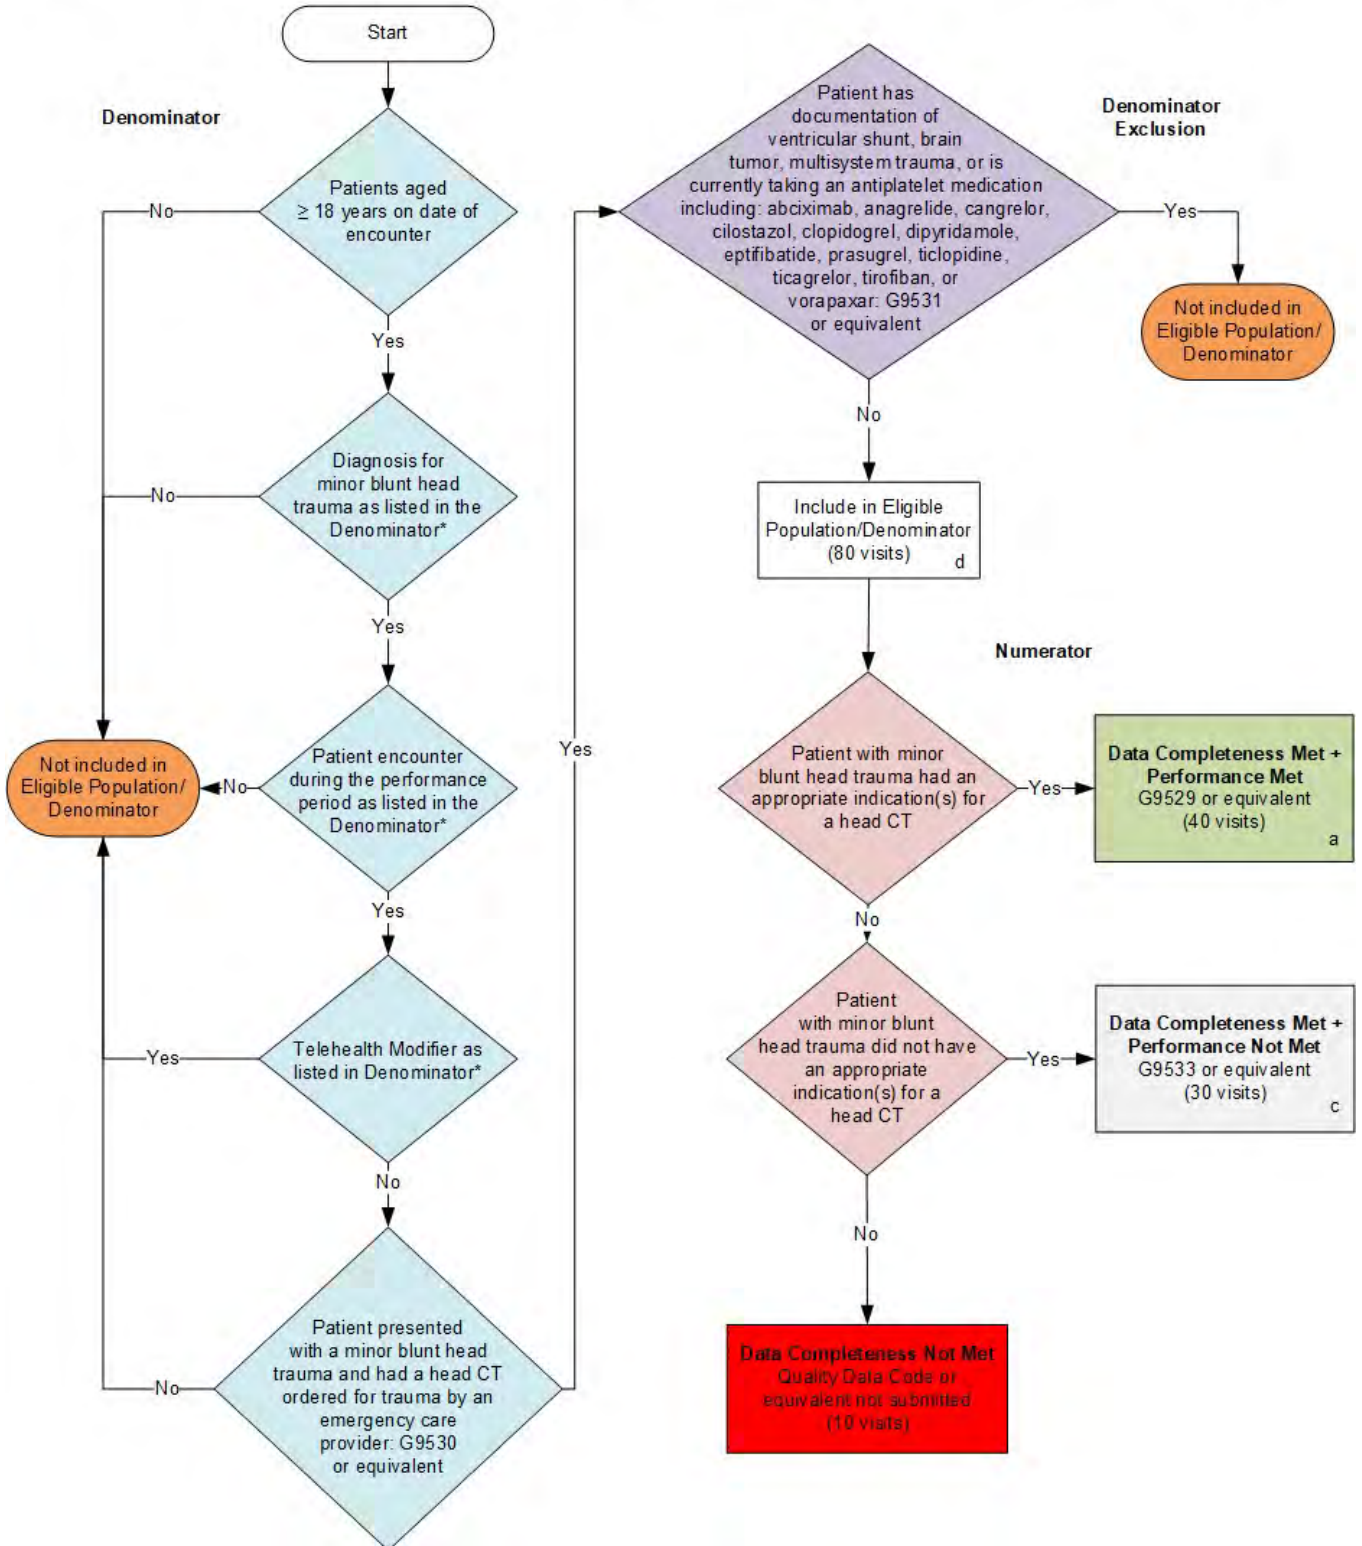 Start
Denominator
Patients aged
≥ 18 years on date of
encounter
No
Yes
Diagnosis for
minor blunt head
trauma as listed in the
Denominator*
No
Yes
Patient encounter
during the performance
period as listed in the
Denominator*
No
Not included in
Eligible Population/
Denominator
Yes
Telehealth Modifier as
listed in Denominator*
Yes
No
Patient presented
with a minor blunt head
trauma and had a head CT
ordered for trauma by an
emergency care
provider: G9530
or equivalent
No
Yes
Patient has
documentation of
ventricular shunt, brain
tumor, multisystem trauma, or is
currently taking an antiplatelet medication
including: abciximab, anagrelide, cangrelor,
cilostazol, clopidogrel, dipyridamole,
eptifibatide, prasugrel, ticlopidine,
ticagrelor, tirofiban, or
vorapaxar: G9531
or equivalent
Denominator
Exclusion
Yes
Not included in
Eligible Population/
Denominator
No
Include in Eligible
Population/Denominator
(80 visits)
d
Numerator
Patient with minor
blunt head trauma had an
appropriate indication(s) for
a head CT
Yes
Data Completeness Met +
Performance Met
G9529 or equivalent
(40 visits)
a
No
Patient
with minor blunt
head trauma did not have
an appropriate
indication(s) for a
head CT
Yes
Data Completeness Met +
Performance Not Met
G9533 or equivalent
(30 visits)
c
No
Data Completeness Not Met
Quality Data Code or
equivalent not submitted
(10 visits)